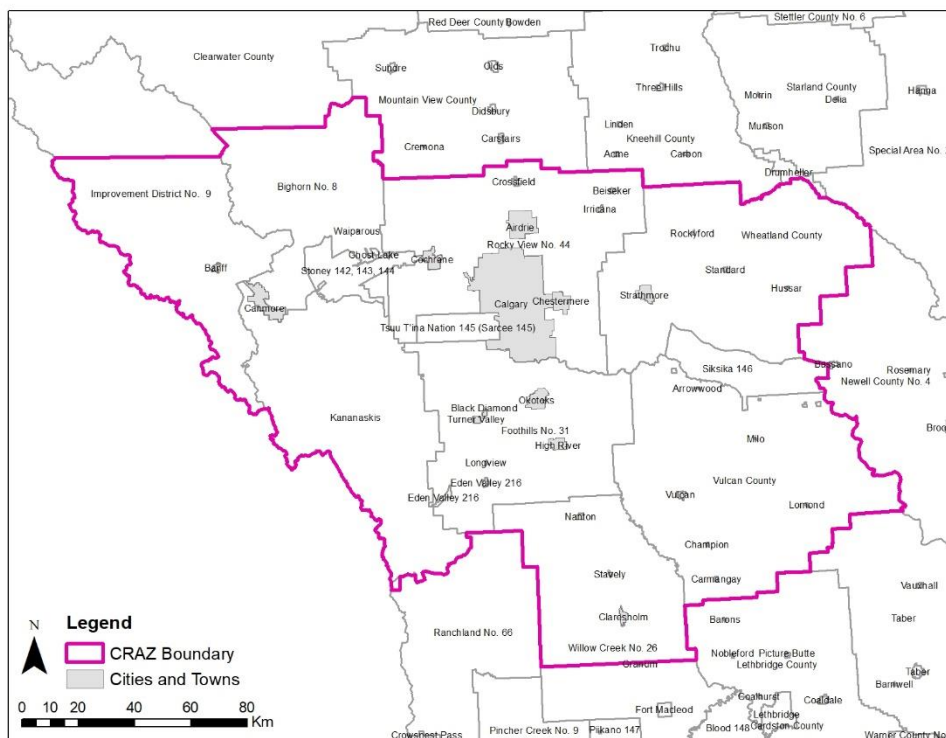 Red Deer County Bowden
Stettler County No. 6
Clearwater County
Trochu
Sundre
Olds
Three Hills
Starland County
Hanna
Mountain View County
Morrin
Delia
Didsbury
Linden
Munson
Carstairs
Kneehill County
Cremona
Acme
Carbon
Special Area No. 2
Drumheller
Crossfield
Beiseker
Improvement District No. 9
Bighorn No. 8
Irricana
Airdrie
Waiparous
Rockyford
Wheatland County
Rocky View No. 44
Ghost Lake
Cochrane
Banff
Stoney 142, 143, 144
Standard
Hussar
Strathmore
Calgary
Chestermere
Canmore
Tsuu T'ina Nation 145 (Sarcee 145)
Bassano
Siksika 146
Rosemary
Newell County No. 4
Arrowwood
Okotoks
Black Diamond
Turner Valley
Kananaskis
Foothills No. 31
Milo
High River
Longview
Eden Valley 216
Vulcan County
Eden Valley 216
Vulcan
Lomond
Nanton
Champion
Stavely
Carmangay
Vauxhall
Claresholm
Barons
Taber
Ranchland No. 66
Willow Creek No. 26
Granum
Nobleford
Picture Butte
Lethbridge County
Taber
Barnwell
Coalhurst
Coaldale
Fort Macleod
Lethbridge
Cardston County
Crowsnest Pass
Pincher Creek No. 9
Piikani 147
Blood 148
N
Legend
CRAZ Boundary
Cities and Towns
0 10 20 40 60 80
Km